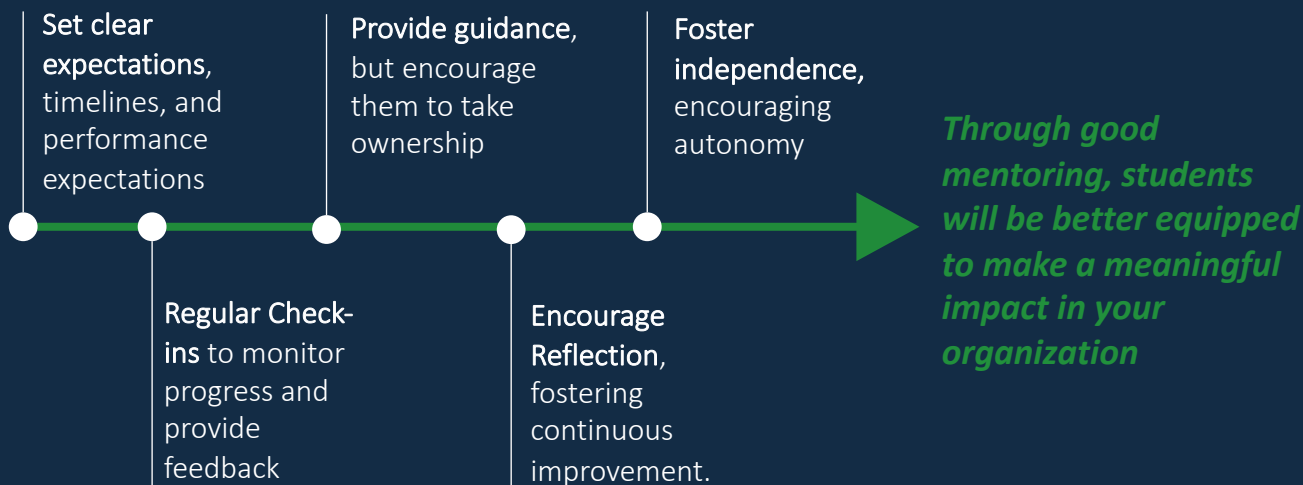 Set clear
expectations,
timelines, and
performance
expectations
Regular Check-
ins to monitor
progress and
provide
feedback
Provide guidance,
but encourage
them to take
ownership
Encourage
Reflection,
fostering
continuous
improvement.
Foster
independence,
encouraging
autonomy
Through good
mentoring, students
will be better equipped
to make a meaningful
impact in your
organization